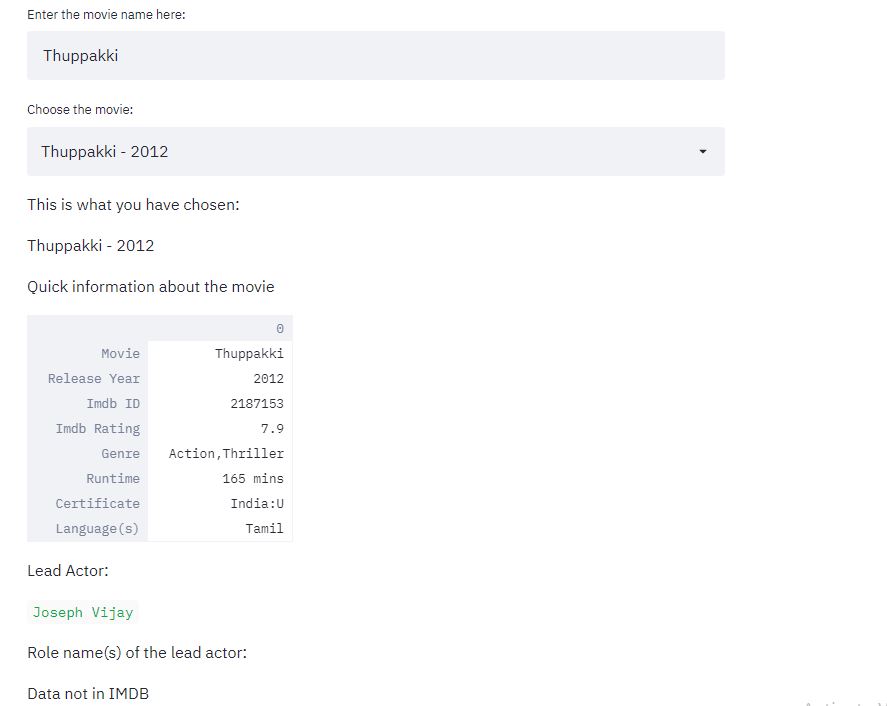 Enter the movie name here:
Thuppakki
Choose the movie:
Thuppakki - 2012
This is what you have chosen:
Thuppakki - 2012
Quick information about the movie
0
Movie Thuppakki
Release Year 2012
Imdb ID 2187153
Imdb Rating 7.9
Genre Action,Thriller
Runtime 165 mins
Certificate India:U
Language(s) Tamil
Lead Actor:
Joseph Vijay
Role name(s) of the lead actor:
Data not in IMDB